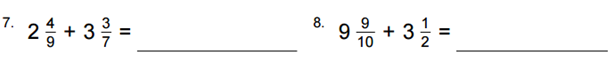 7. 2 4/9 + 3 3/7 = ____________ 8. 9 9/10 + 3 1/2 = ____________